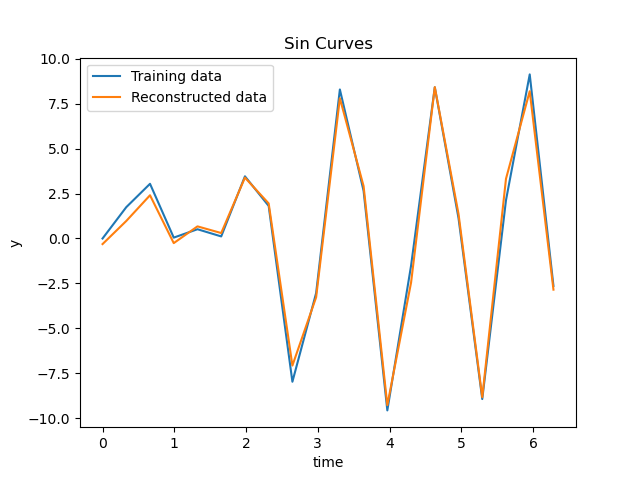 Sin Curves
Training data
Reconstructed data
10.0
7.5
5.0
2.5
0.0
−2.5
−5.0
−7.5
−10.0
y
0 1 2 3 4 5 6
time